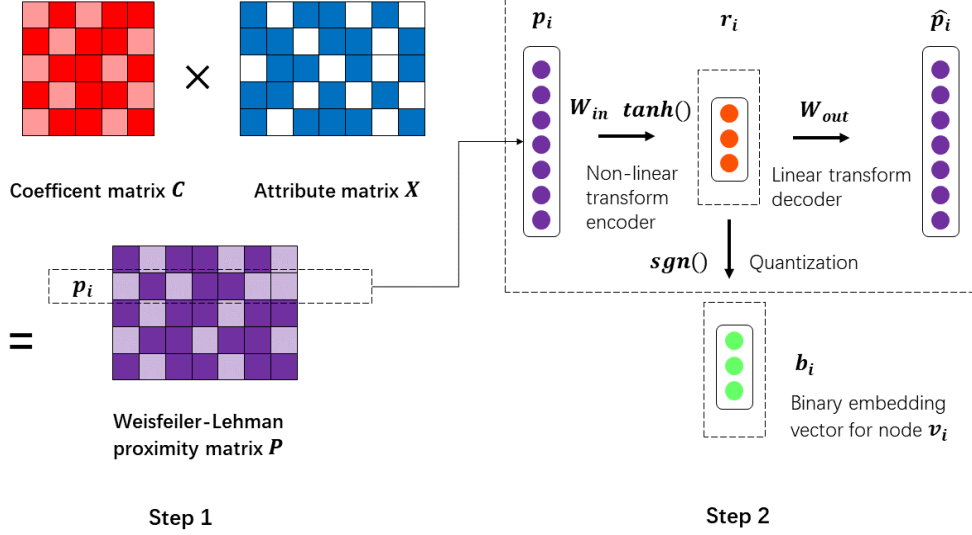 ×
Coefficent matrix C
Attribute matrix X
=
p_i
Weisfeiler-Lehman
proximity matrix P
Step 1
p_i
r_i
p̂_i
W_in tanh()
W_out
Non-linear
transform
encoder
Linear transform
decoder
sgn()
Quantization
b_i
Binary embedding
vector for node v_i
Step 2